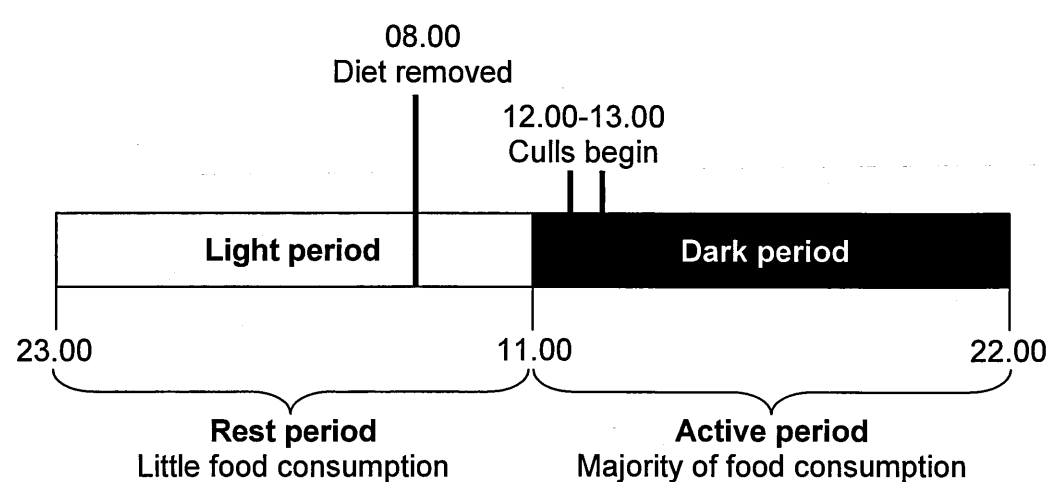 08.00
Diet removed
12.00-13.00
Culls begin
Light period
Dark period
23.00
11.00
22.00
Rest period
Little food consumption
Active period
Majority of food consumption